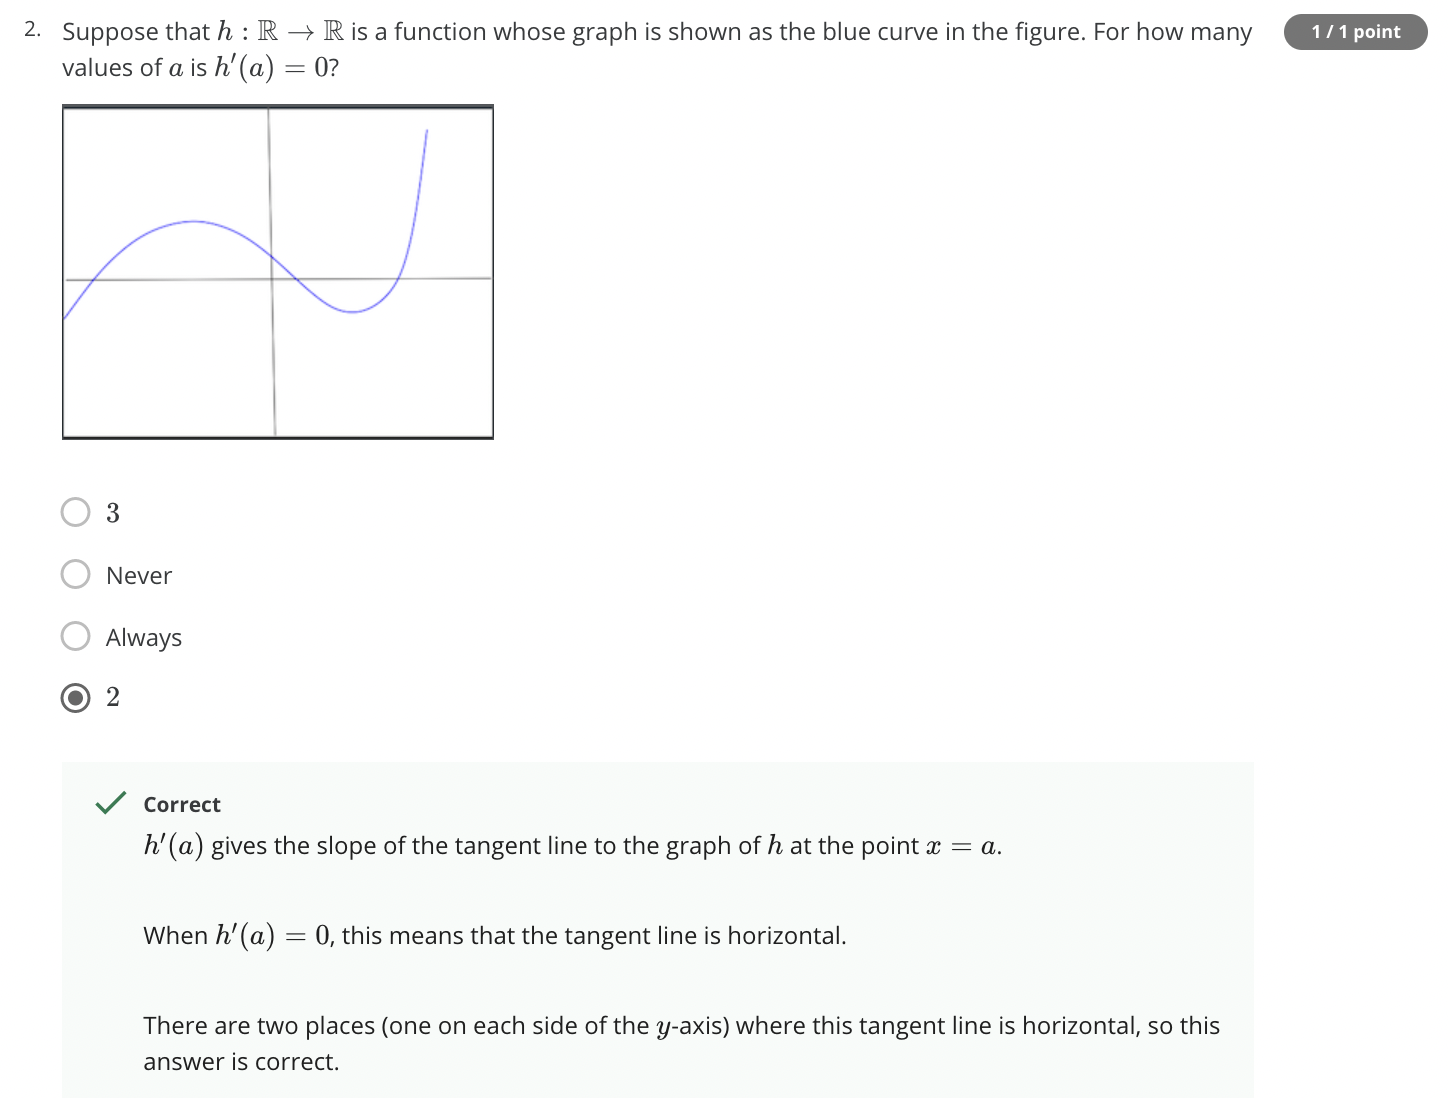 2. Suppose that h : ℝ → ℝ is a function whose graph is shown as the blue curve in the figure. For how many
1 / 1 point
values of a is h′(a) = 0?
3
Never
Always
2
Correct
h′(a) gives the slope of the tangent line to the graph of h at the point x = a.
When h′(a) = 0, this means that the tangent line is horizontal.
There are two places (one on each side of the y-axis) where this tangent line is horizontal, so this
answer is correct.